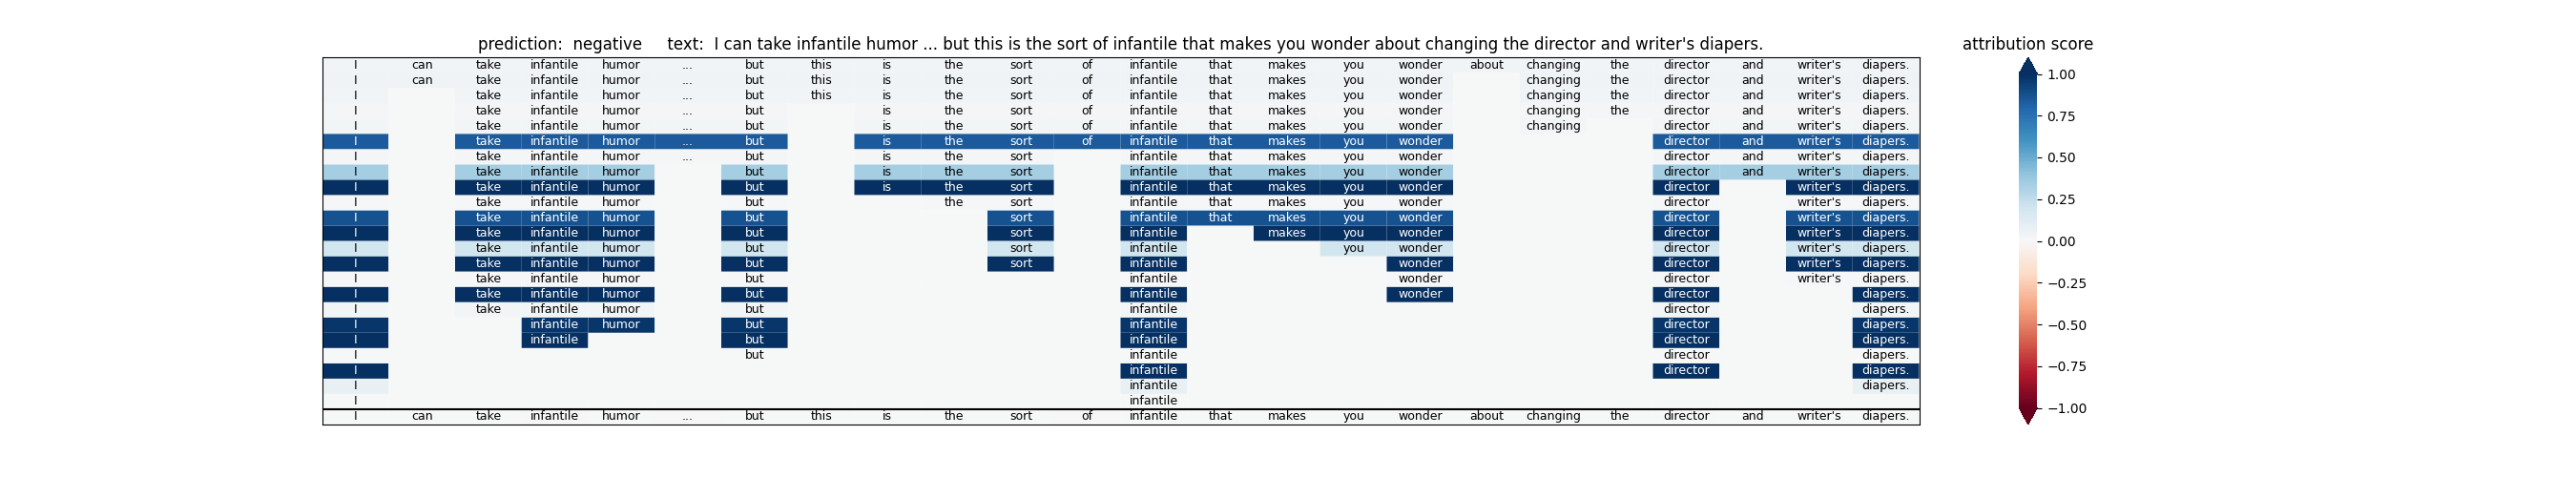 prediction:  negative     text:  I can take infantile humor ... but this is the sort of infantile that makes you wonder about changing the director and writer's diapers.
attribution score
I can take infantile humor ... but this is the sort of infantile that makes you wonder about changing the director and writer's diapers.
I can take infantile humor ... but this is the sort of infantile that makes you wonder changing the director and writer's diapers.
I take infantile humor ... but this is the sort of infantile that makes you wonder changing the director and writer's diapers.
I take infantile humor ... but is the sort of infantile that makes you wonder changing the director and writer's diapers.
I take infantile humor ... but is the sort of infantile that makes you wonder changing director and writer's diapers.
I take infantile humor ... but is the sort of infantile that makes you wonder director and writer's diapers.
I take infantile humor ... but is the sort infantile that makes you wonder director and writer's diapers.
I take infantile humor but is the sort infantile that makes you wonder director and writer's diapers.
I take infantile humor but is the sort infantile that makes you wonder director writer's diapers.
I take infantile humor but the sort infantile that makes you wonder director writer's diapers.
I take infantile humor but sort infantile that makes you wonder director writer's diapers.
I take infantile humor but sort infantile makes you wonder director writer's diapers.
I take infantile humor but sort infantile you wonder director writer's diapers.
I take infantile humor but sort infantile wonder director writer's diapers.
I take infantile humor but infantile wonder director writer's diapers.
I take infantile humor but infantile wonder director diapers.
I take infantile humor but infantile director diapers.
I infantile humor but infantile director diapers.
I infantile but infantile director diapers.
I but infantile director diapers.
I infantile director diapers.
I infantile diapers.
I infantile
I can take infantile humor ... but this is the sort of infantile that makes you wonder about changing the director and writer's diapers.
1.00
0.75
0.50
0.25
0.00
−0.25
−0.50
−0.75
−1.00